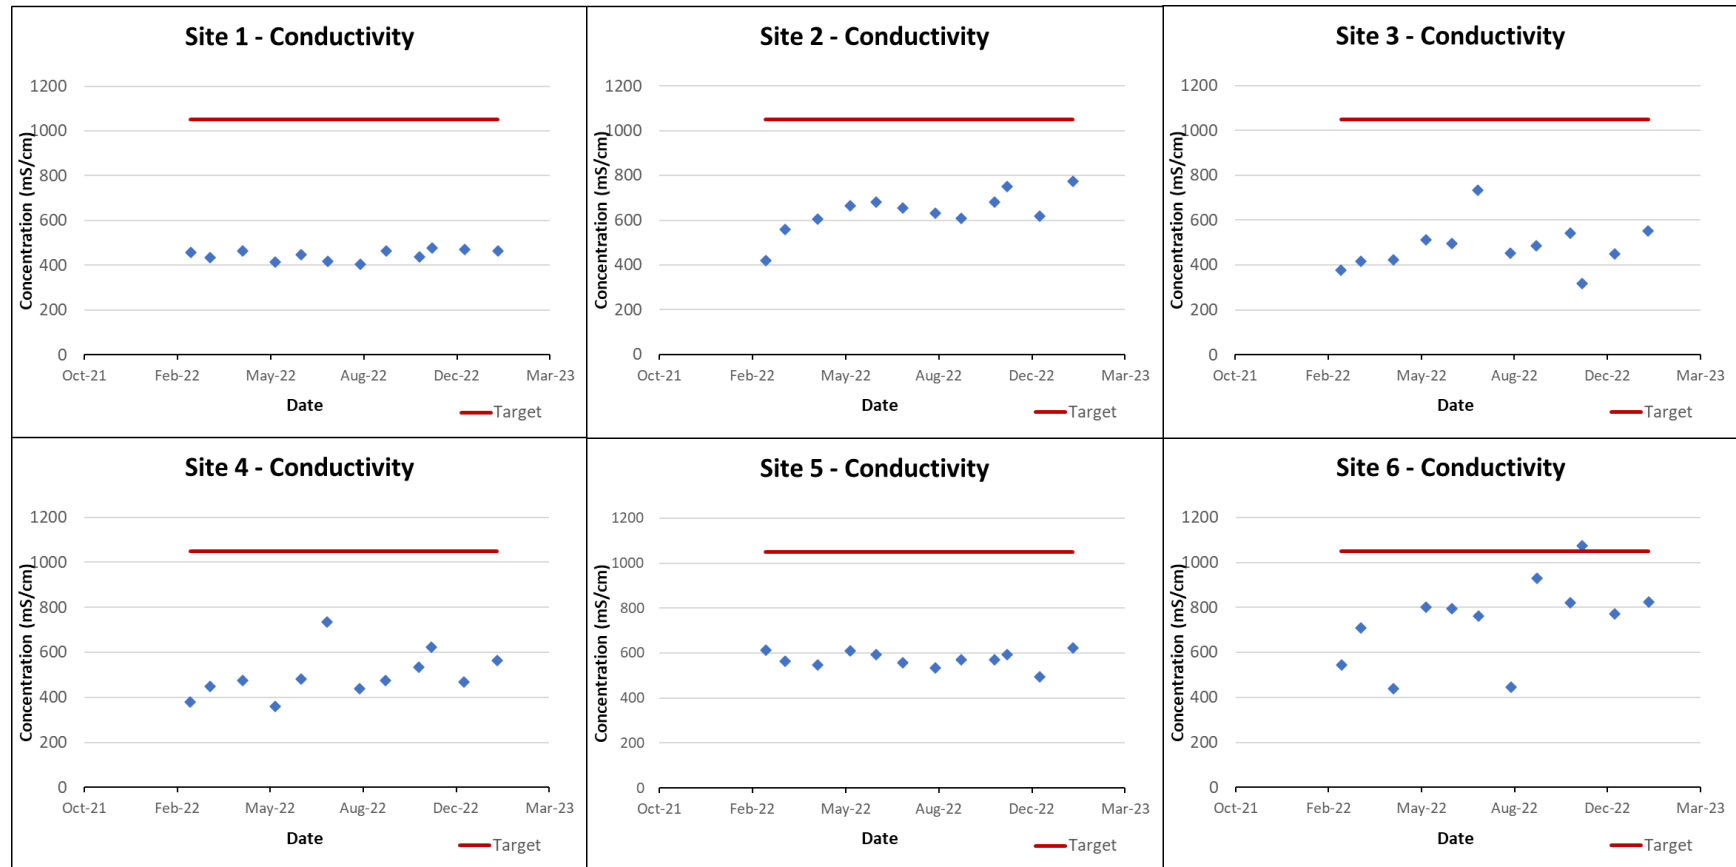 Site 1 - Conductivity
Concentration (mS/cm)
1200
1000
800
600
400
200
0
Oct-21 Feb-22 May-22 Aug-22 Dec-22 Mar-23
Date
Target
Site 2 - Conductivity
Concentration (mS/cm)
1200
1000
800
600
400
200
0
Oct-21 Feb-22 May-22 Aug-22 Dec-22 Mar-23
Date
Target
Site 3 - Conductivity
Concentration (mS/cm)
1200
1000
800
600
400
200
0
Oct-21 Feb-22 May-22 Aug-22 Dec-22 Mar-23
Date
Target
Site 4 - Conductivity
Concentration (mS/cm)
1200
1000
800
600
400
200
0
Oct-21 Feb-22 May-22 Aug-22 Dec-22 Mar-23
Date
Target
Site 5 - Conductivity
Concentration (mS/cm)
1200
1000
800
600
400
200
0
Oct-21 Feb-22 May-22 Aug-22 Dec-22 Mar-23
Date
Target
Site 6 - Conductivity
Concentration (mS/cm)
1200
1000
800
600
400
200
0
Oct-21 Feb-22 May-22 Aug-22 Dec-22 Mar-23
Date
Target